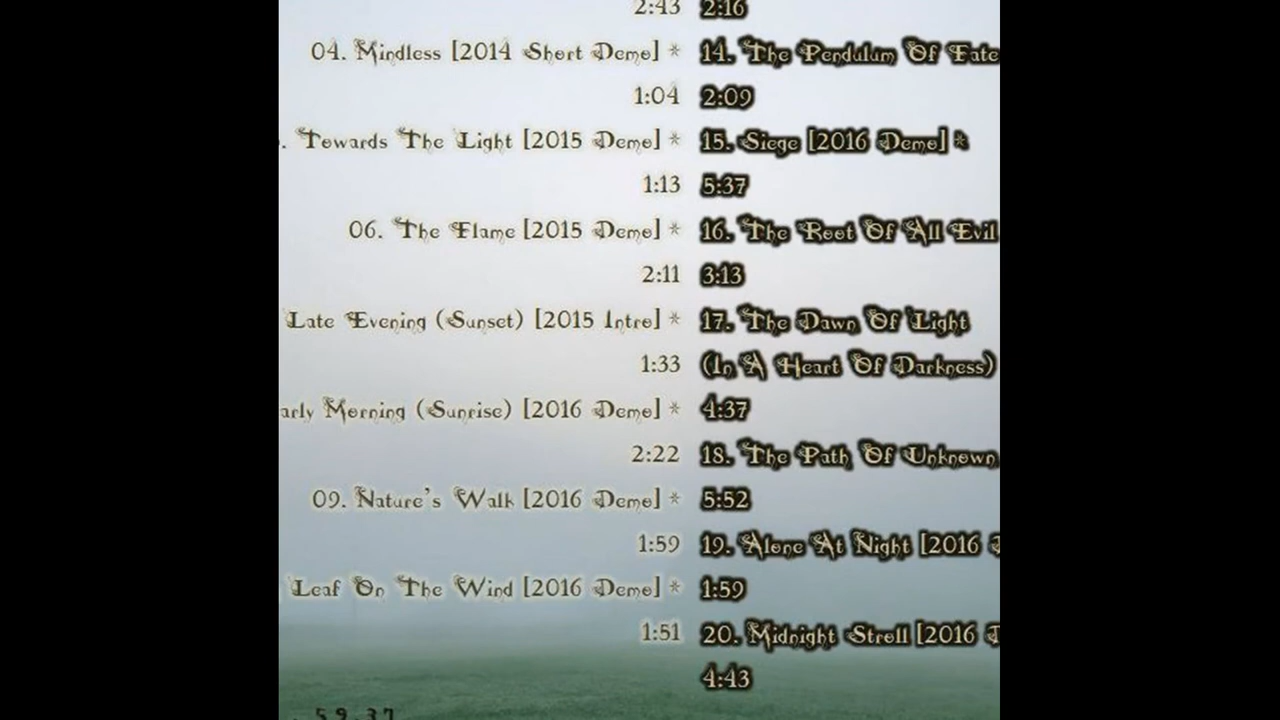 2:43
04. Mindless [2014 Short Demo] *
1:04
. Towards The Light [2015 Demo] *
1:13
06. The Flame [2015 Demo] *
2:11
Late Evening (Sunset) [2015 Intro] *
1:33
arly Morning (Sunrise) [2016 Demo] *
2:22
09. Nature's Walk [2016 Demo] *
1:59
Leaf On The Wind [2016 Demo] *
1:51
59.37
2:16
14. The Pendulum Of Fate
2:09
15. Siege [2016 Demo] *
5:37
16. The Root Of All Evil
3:13
17. The Dawn Of Light
(In A Heart Of Darkness)
4:37
18. The Path Of Unknown
5:52
19. Alone At Night [2016
1:59
20. Midnight Stroll [2016
4:43